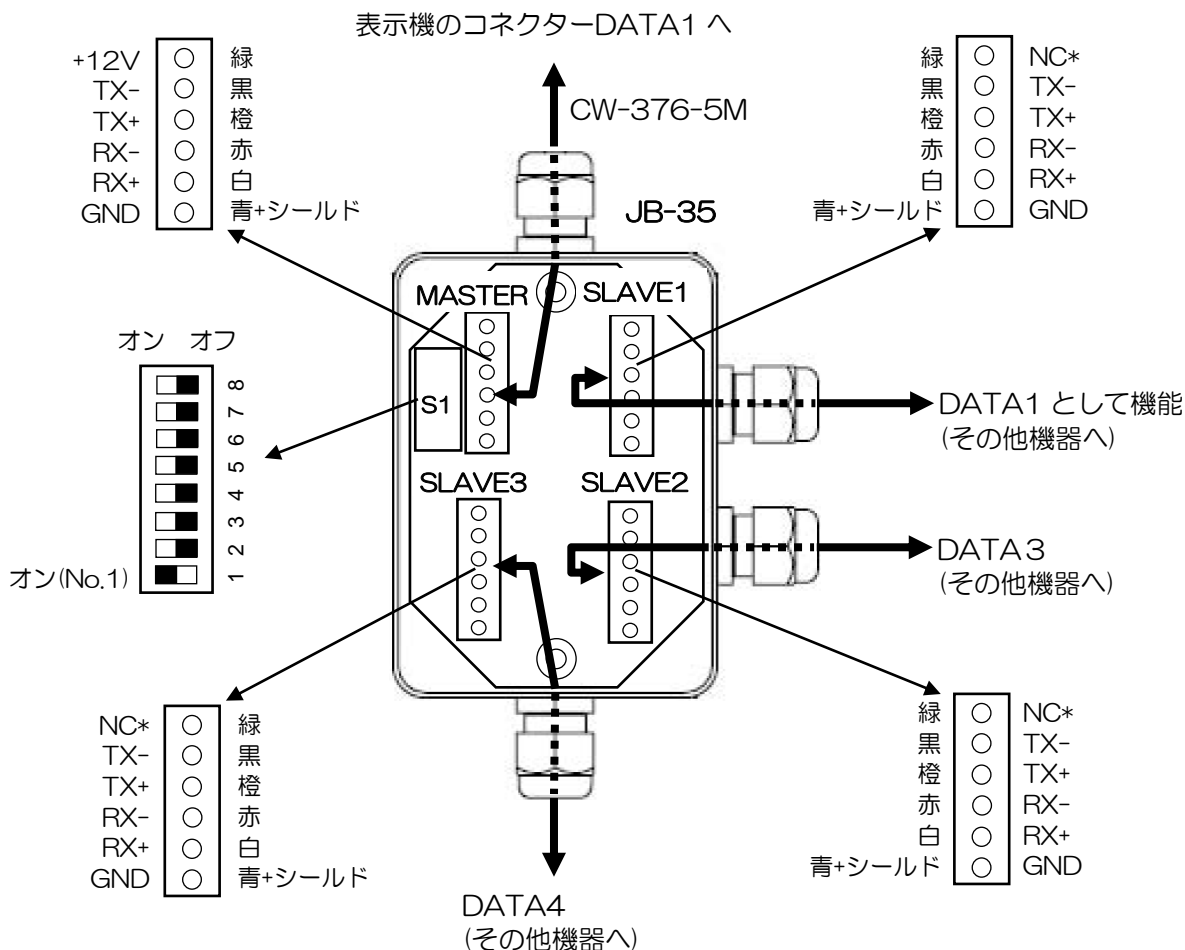 表示機のコネクターDATA1 へ
CW-376-5M
JB-35
+12V 緑
TX- 黒
TX+ 橙
RX- 赤
RX+ 白
GND 青+シールド
緑 NC*
黒 TX-
橙 TX+
赤 RX-
白 RX+
青+シールド GND
MASTER
SLAVE1
S1
SLAVE3
SLAVE2
オン オフ
8
7
6
5
4
3
2
1
オン(No.1)
DATA1 として機能
(その他機器へ)
DATA3
(その他機器へ)
NC* 緑
TX- 黒
TX+ 橙
RX- 赤
RX+ 白
GND 青+シールド
緑 NC*
黒 TX-
橙 TX+
赤 RX-
白 RX+
青+シールド GND
DATA4
(その他機器へ)